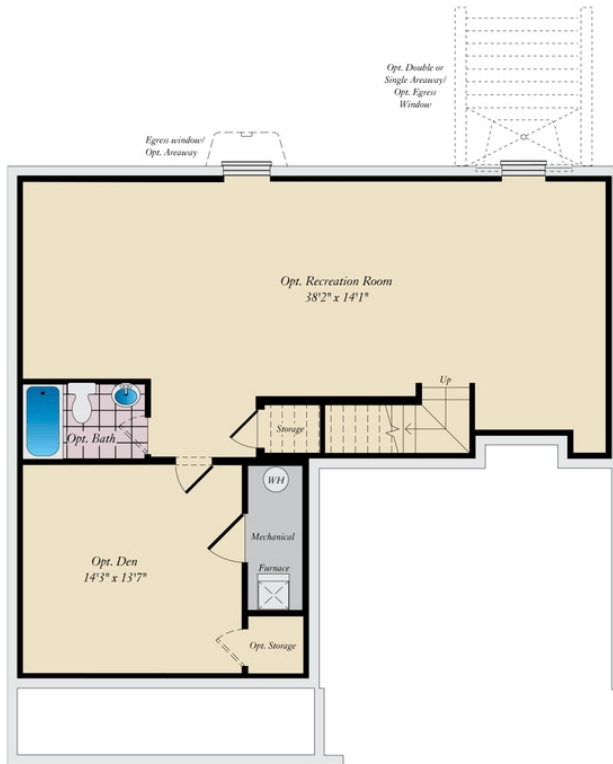 Opt. Double or
Single Areaway/
Opt. Egress
Window
Egress window/
Opt. Areaway
Opt. Recreation Room
38'2" x 14'1"
Up
Storage
Opt. Bath
WH
Mechanical
Opt. Den
14'3" x 13'7"
Furnace
Opt. Storage